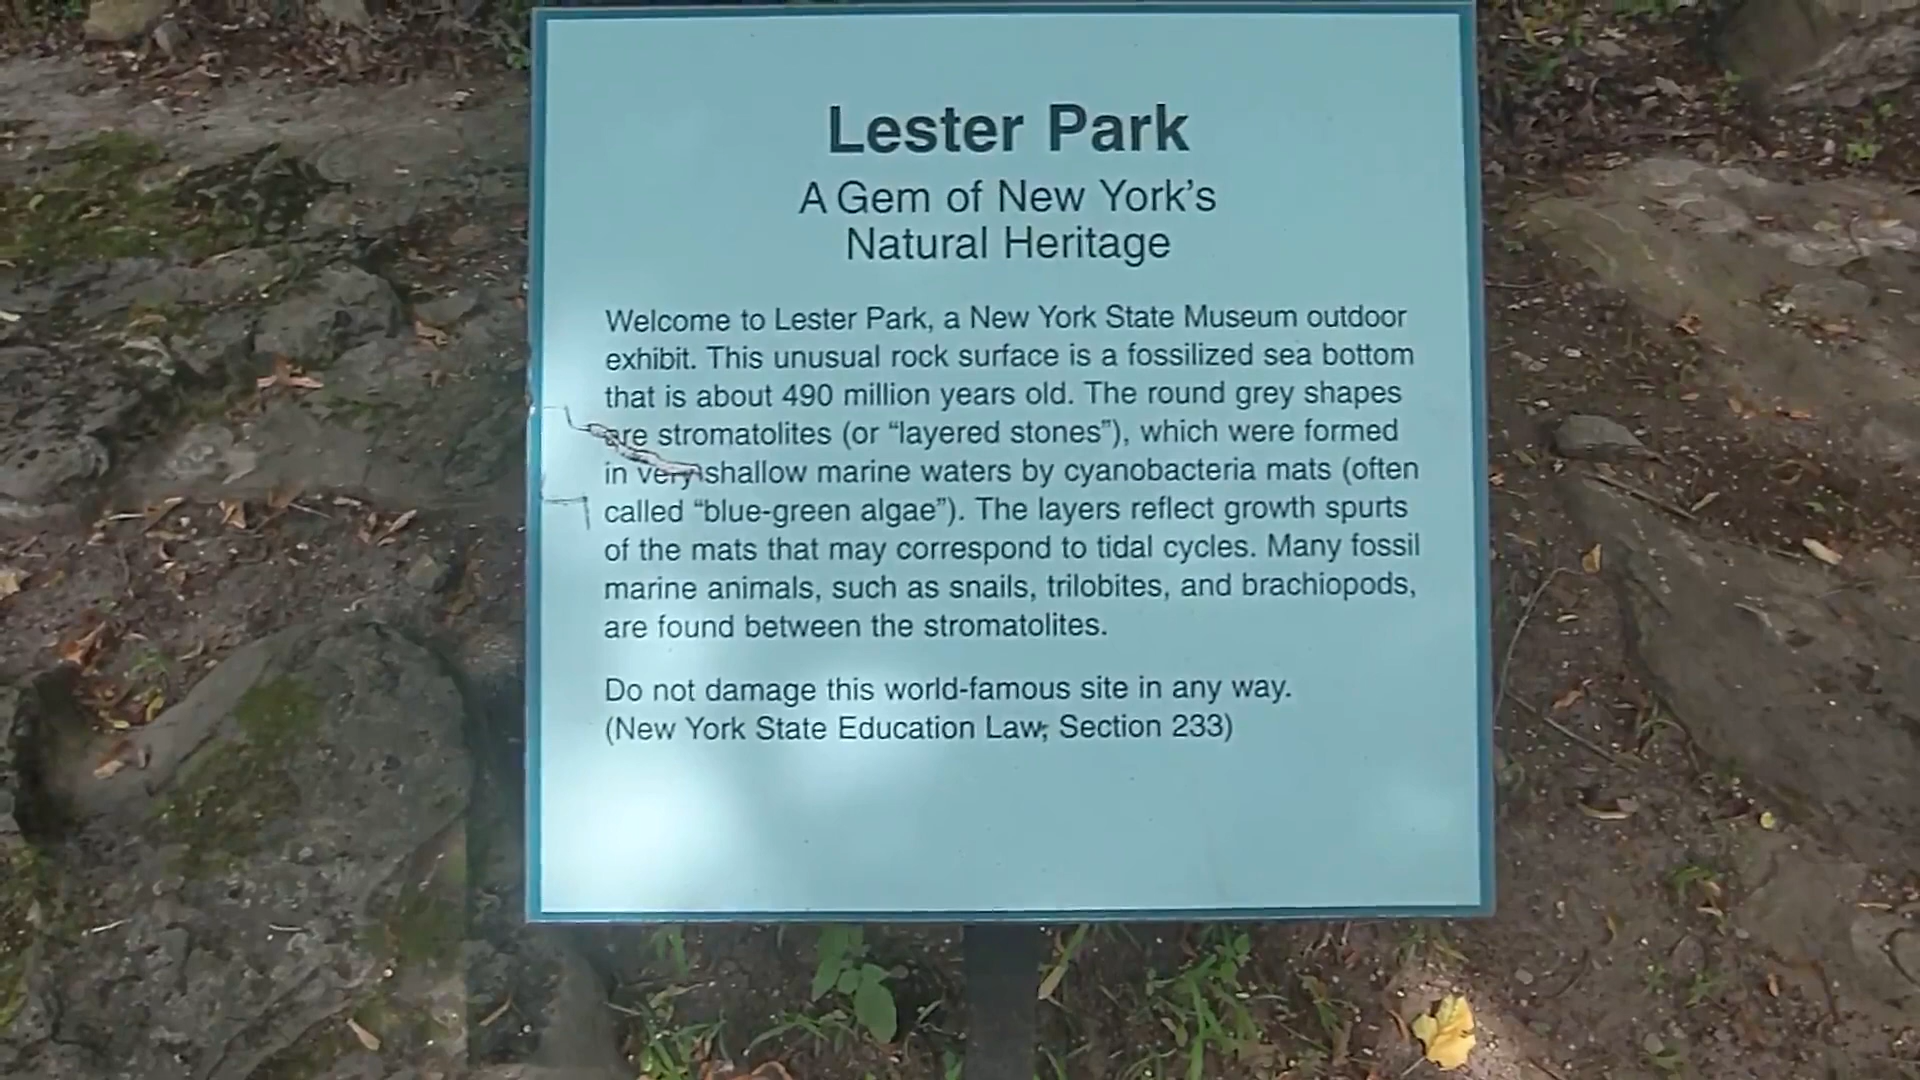 Lester Park
A Gem of New York's
Natural Heritage
Welcome to Lester Park, a New York State Museum outdoor
exhibit. This unusual rock surface is a fossilized sea bottom
that is about 490 million years old. The round grey shapes
are stromatolites (or “layered stones”), which were formed
in very shallow marine waters by cyanobacteria mats (often
called “blue-green algae”). The layers reflect growth spurts
of the mats that may correspond to tidal cycles. Many fossil
marine animals, such as snails, trilobites, and brachiopods,
are found between the stromatolites.
Do not damage this world-famous site in any way.
(New York State Education Law, Section 233)